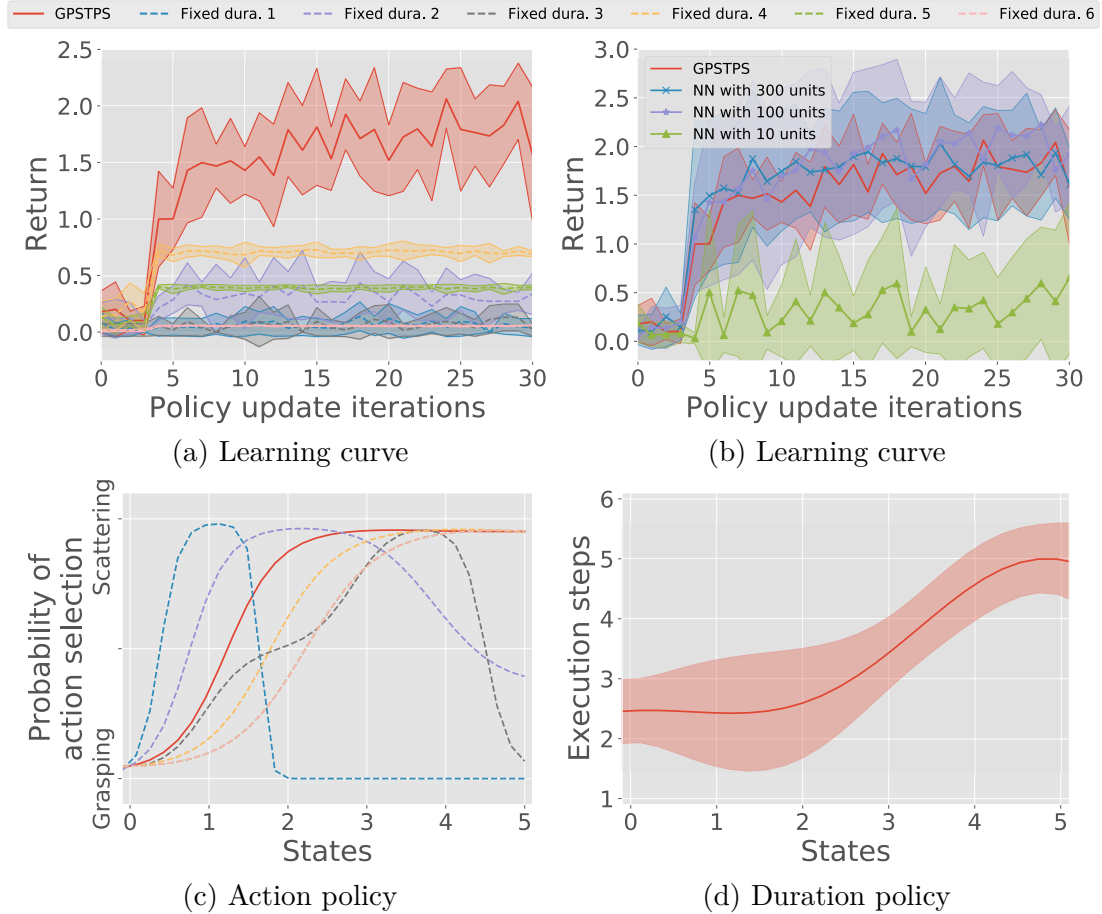 GPSTPS Fixed dura. 1 Fixed dura. 2 Fixed dura. 3 Fixed dura. 4 Fixed dura. 5 Fixed dura. 6
2.5
2.0
1.5
1.0
0.5
0.0
Return
0 5 10 15 20 25 30
Policy update iterations
(a) Learning curve
3.0
2.5
2.0
1.5
1.0
0.5
0.0
Return
GPSTPS
NN with 300 units
NN with 100 units
NN with 10 units
0 5 10 15 20 25 30
Policy update iterations
(b) Learning curve
Probability of
action selection
Scattering
Grasping
0 1 2 3 4 5
States
(c) Action policy
6
5
4
3
2
1
Execution steps
0 1 2 3 4 5
States
(d) Duration policy